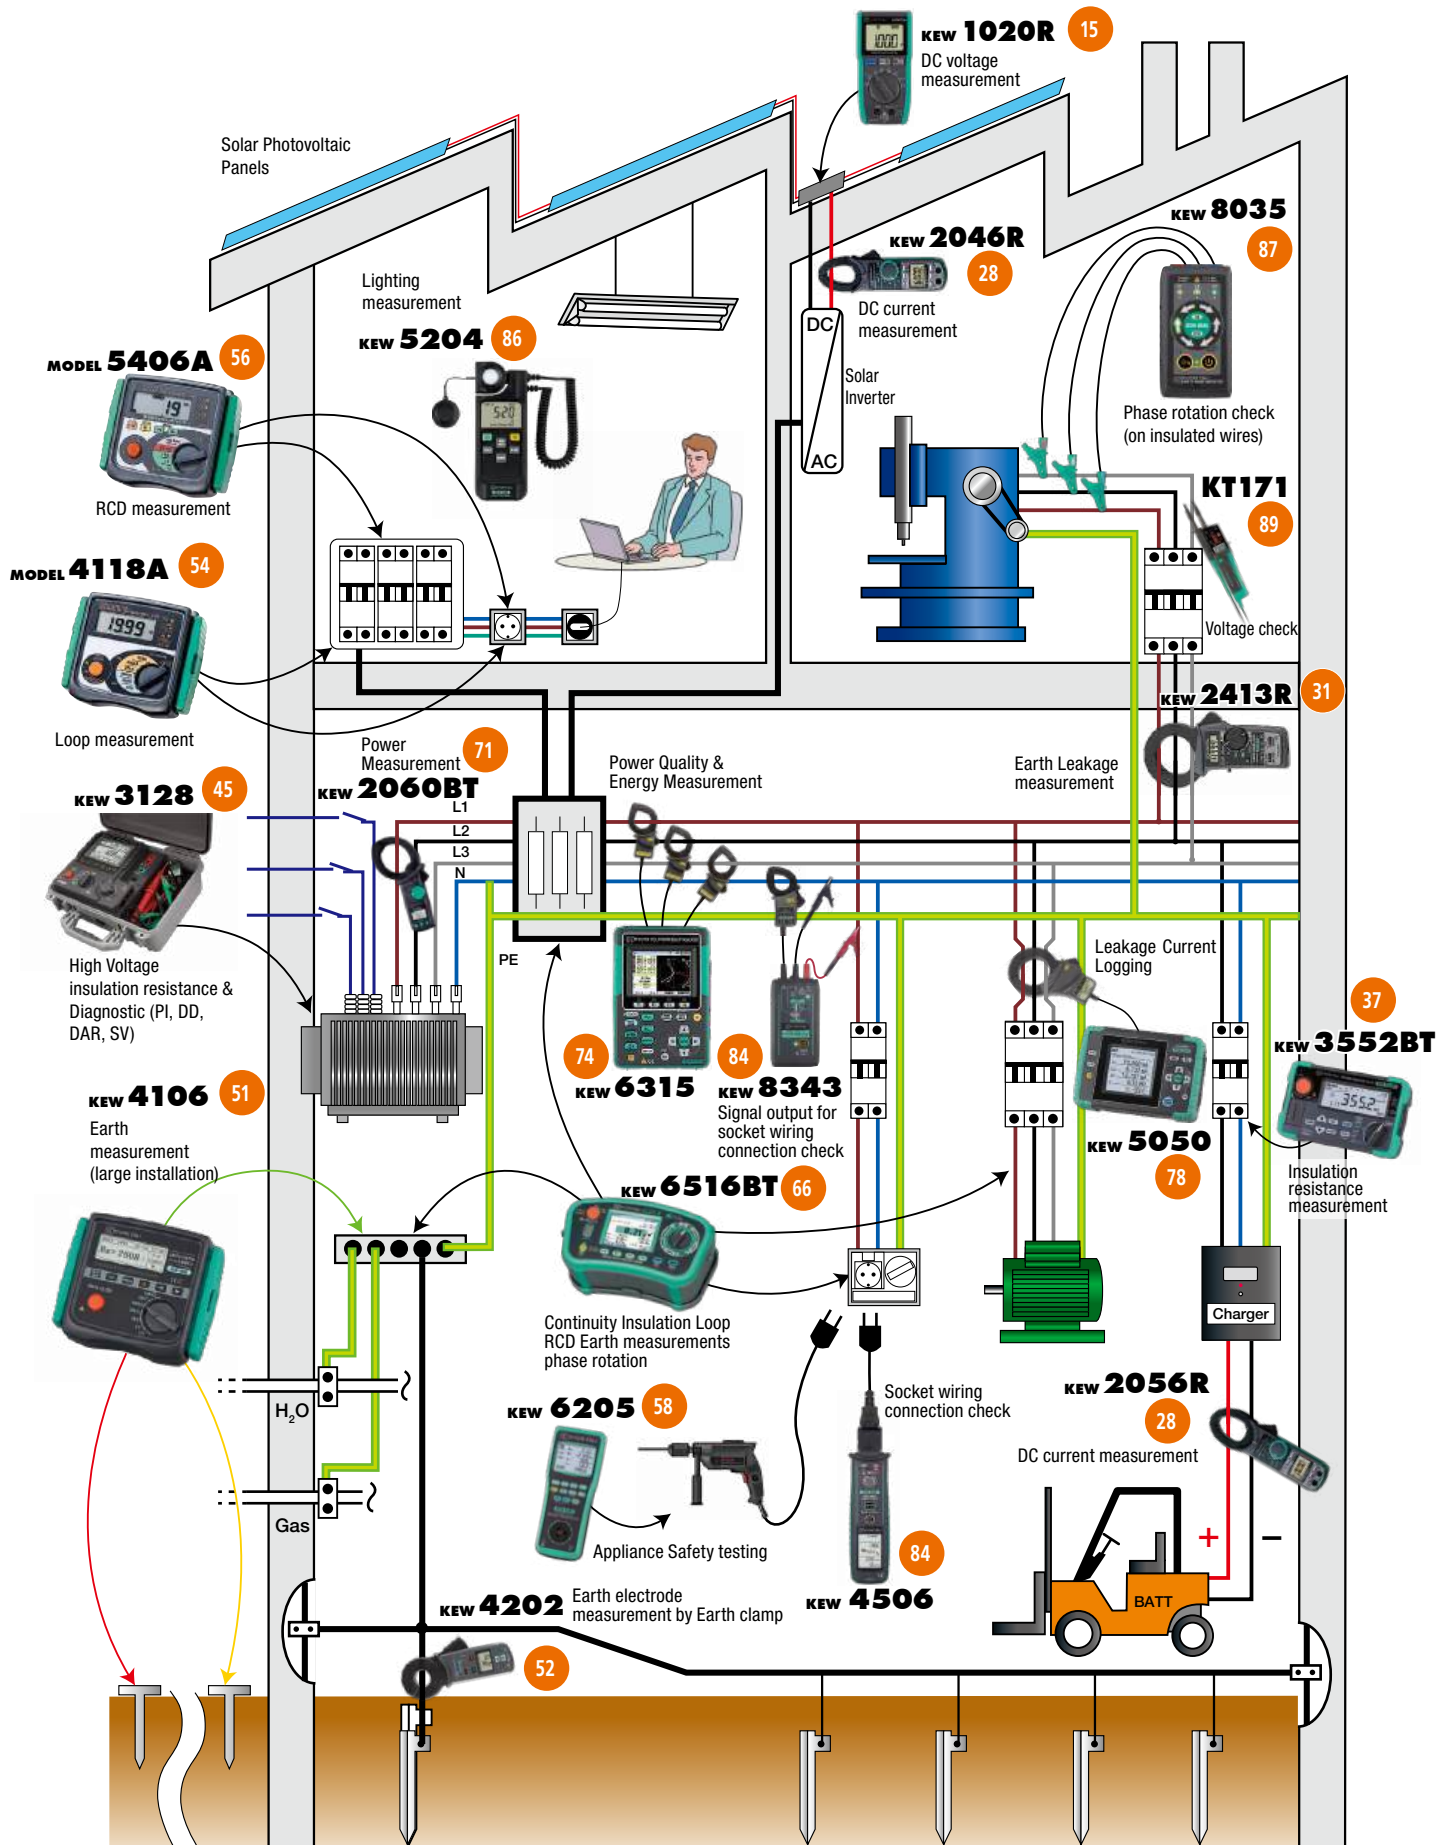 KEW 1020R 15
DC voltage
measurement
Solar Photovoltaic
Panels
KEW 8035
87
KEW 2046R
28
DC current
measurement
Lighting
measurement
KEW 5204 86
MODEL 5406A 56
RCD measurement
DC
AC
Solar
Inverter
Phase rotation check
(on insulated wires)
KT171
89
Voltage check
MODEL 4118A 54
19.99
Loop measurement
KEW 2413R 31
Earth Leakage
measurement
Power
Measurement 71
KEW 2060BT
Power Quality &
Energy Measurement
KEW 3128 45
L1
L2
L3
N
PE
High Voltage
insulation resistance &
Diagnostic (PI, DD,
DAR, SV)
Leakage Current
Logging
37
KEW 3552BT
74
KEW 6315
84
KEW 8343
Signal output for
socket wiring
connection check
KEW 5050
78
Insulation
resistance
measurement
KEW 4106 51
Earth
measurement
(large installation)
KEW 6516BT 66
Continuity Insulation Loop
RCD Earth measurements
phase rotation
Charger
H2O
Gas
KEW 6205 58
Appliance Safety testing
Socket wiring
connection check
84
KEW 4506
KEW 2056R
28
DC current measurement
+ −
BATT
KEW 4202 Earth electrode
measurement by Earth clamp
52